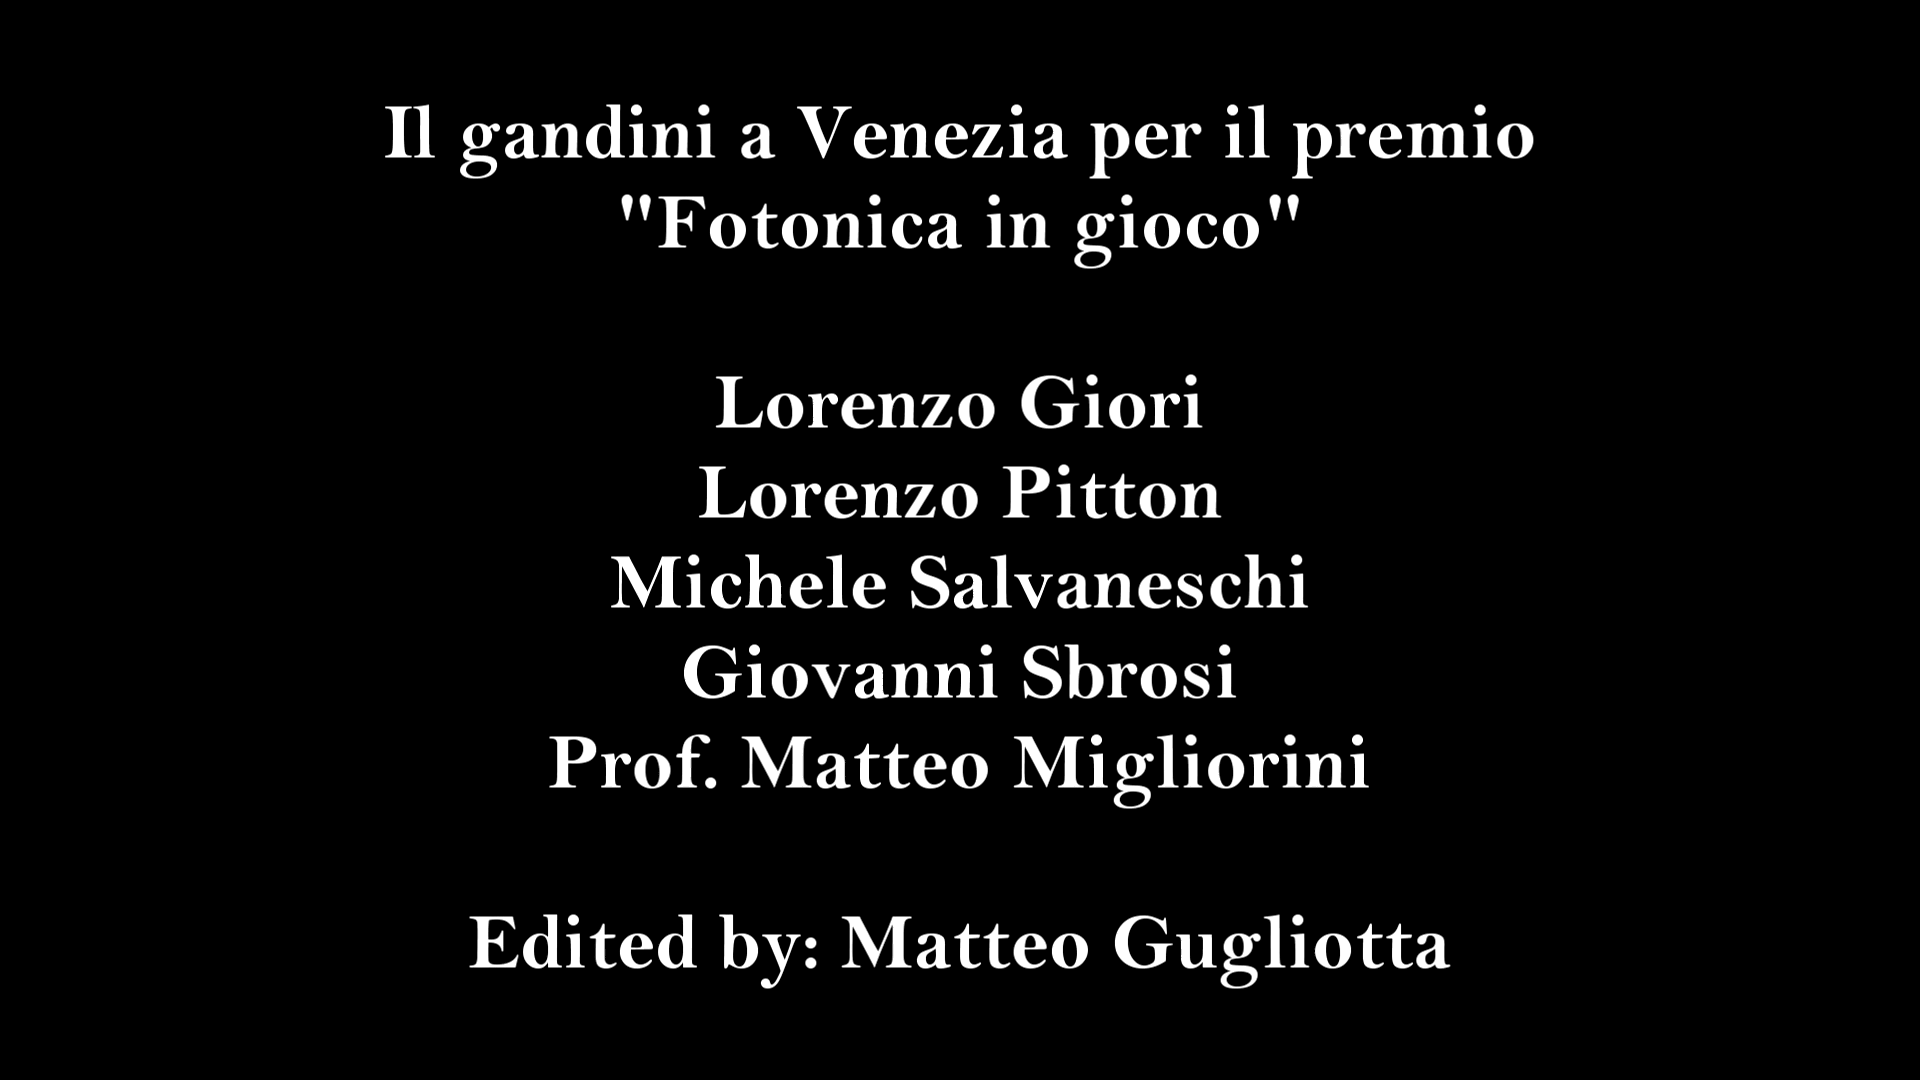 Il gandini a Venezia per il premio
"Fotonica in gioco"
Lorenzo Giori
Lorenzo Pitton
Michele Salvaneschi
Giovanni Sbrosi
Prof. Matteo Migliorini
Edited by: Matteo Gugliotta